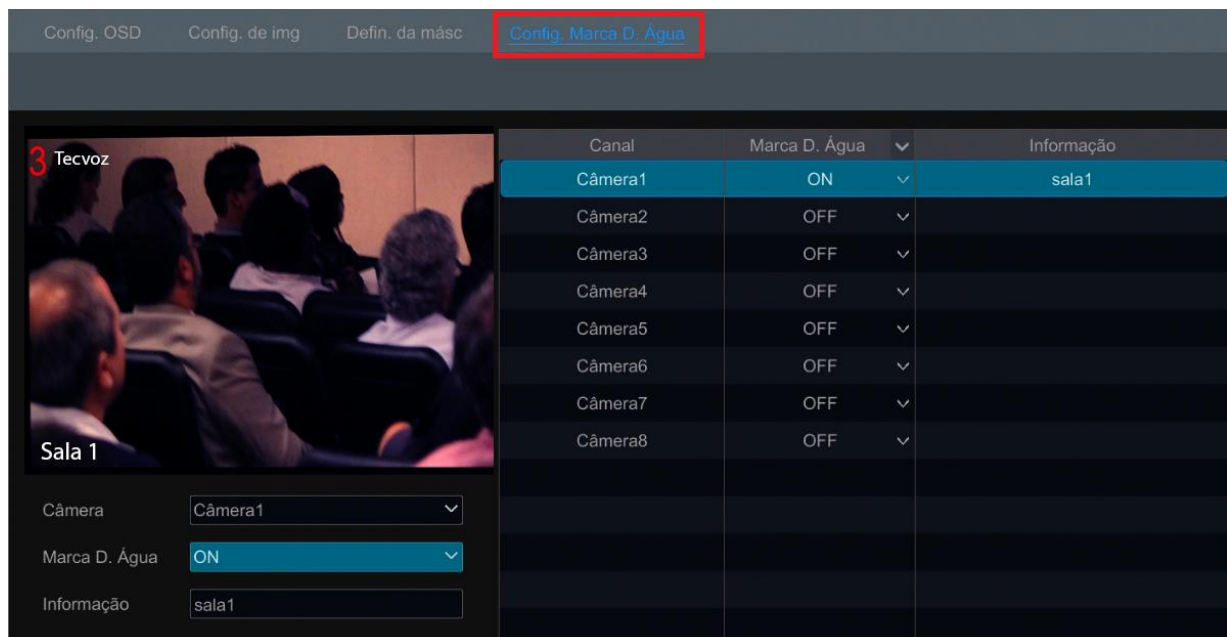 Config. OSD Config. de img Defin. da másc Config. Marca D. Água
3 Tecvoz
Sala 1
Câmera Câmera1
Marca D. Água ON
Informação sala1
Canal Marca D. Água Informação
Câmera1 ON sala1
Câmera2 OFF
Câmera3 OFF
Câmera4 OFF
Câmera5 OFF
Câmera6 OFF
Câmera7 OFF
Câmera8 OFF